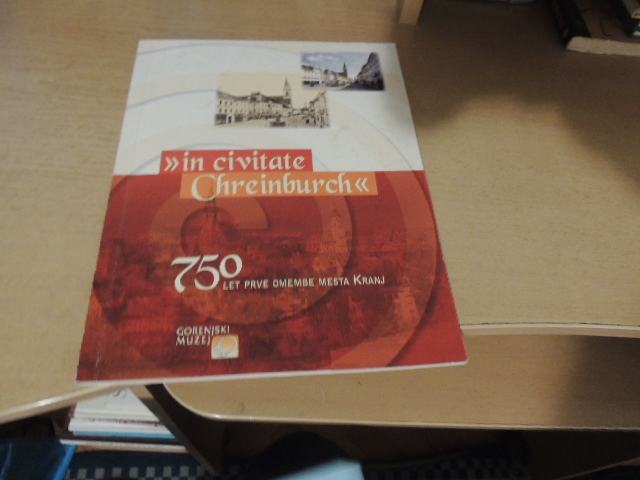 »in civitate
Chreinburch«
750
LET PRVE OMEMBE MESTA KRANJ
GORENJSKI
MUZEJ